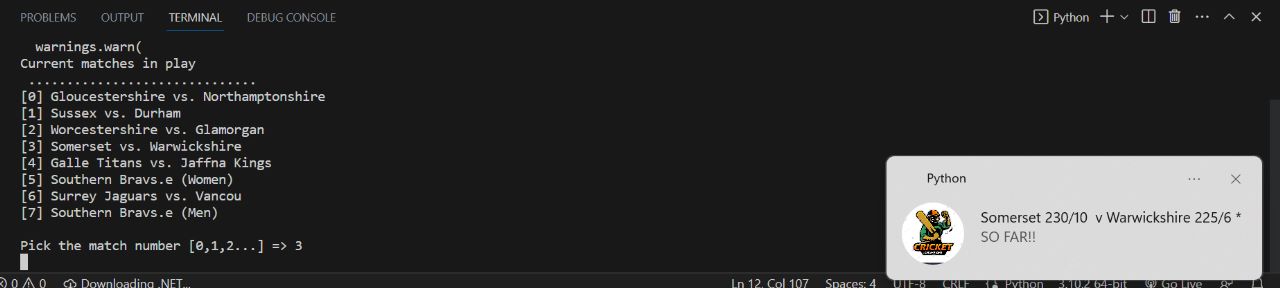 PROBLEMS OUTPUT TERMINAL DEBUG CONSOLE Python
warnings.warn(
Current matches in play
..............................
[0] Gloucestershire vs. Northamptonshire
[1] Sussex vs. Durham
[2] Worcestershire vs. Glamorgan
[3] Somerset vs. Warwickshire
[4] Galle Titans vs. Jaffna Kings
[5] Southern Bravs.e (Women)
[6] Surrey Jaguars vs. Vancou
[7] Southern Bravs.e (Men)
Pick the match number [0,1,2...] => 3
Python
Somerset 230/10 v Warwickshire 225/6 *
SO FAR!!
CRICKET
0 0 Downloading .NET... Ln 12, Col 107 Spaces: 4 UTF-8 CRLF Python 3.10.2 64-bit Go Live